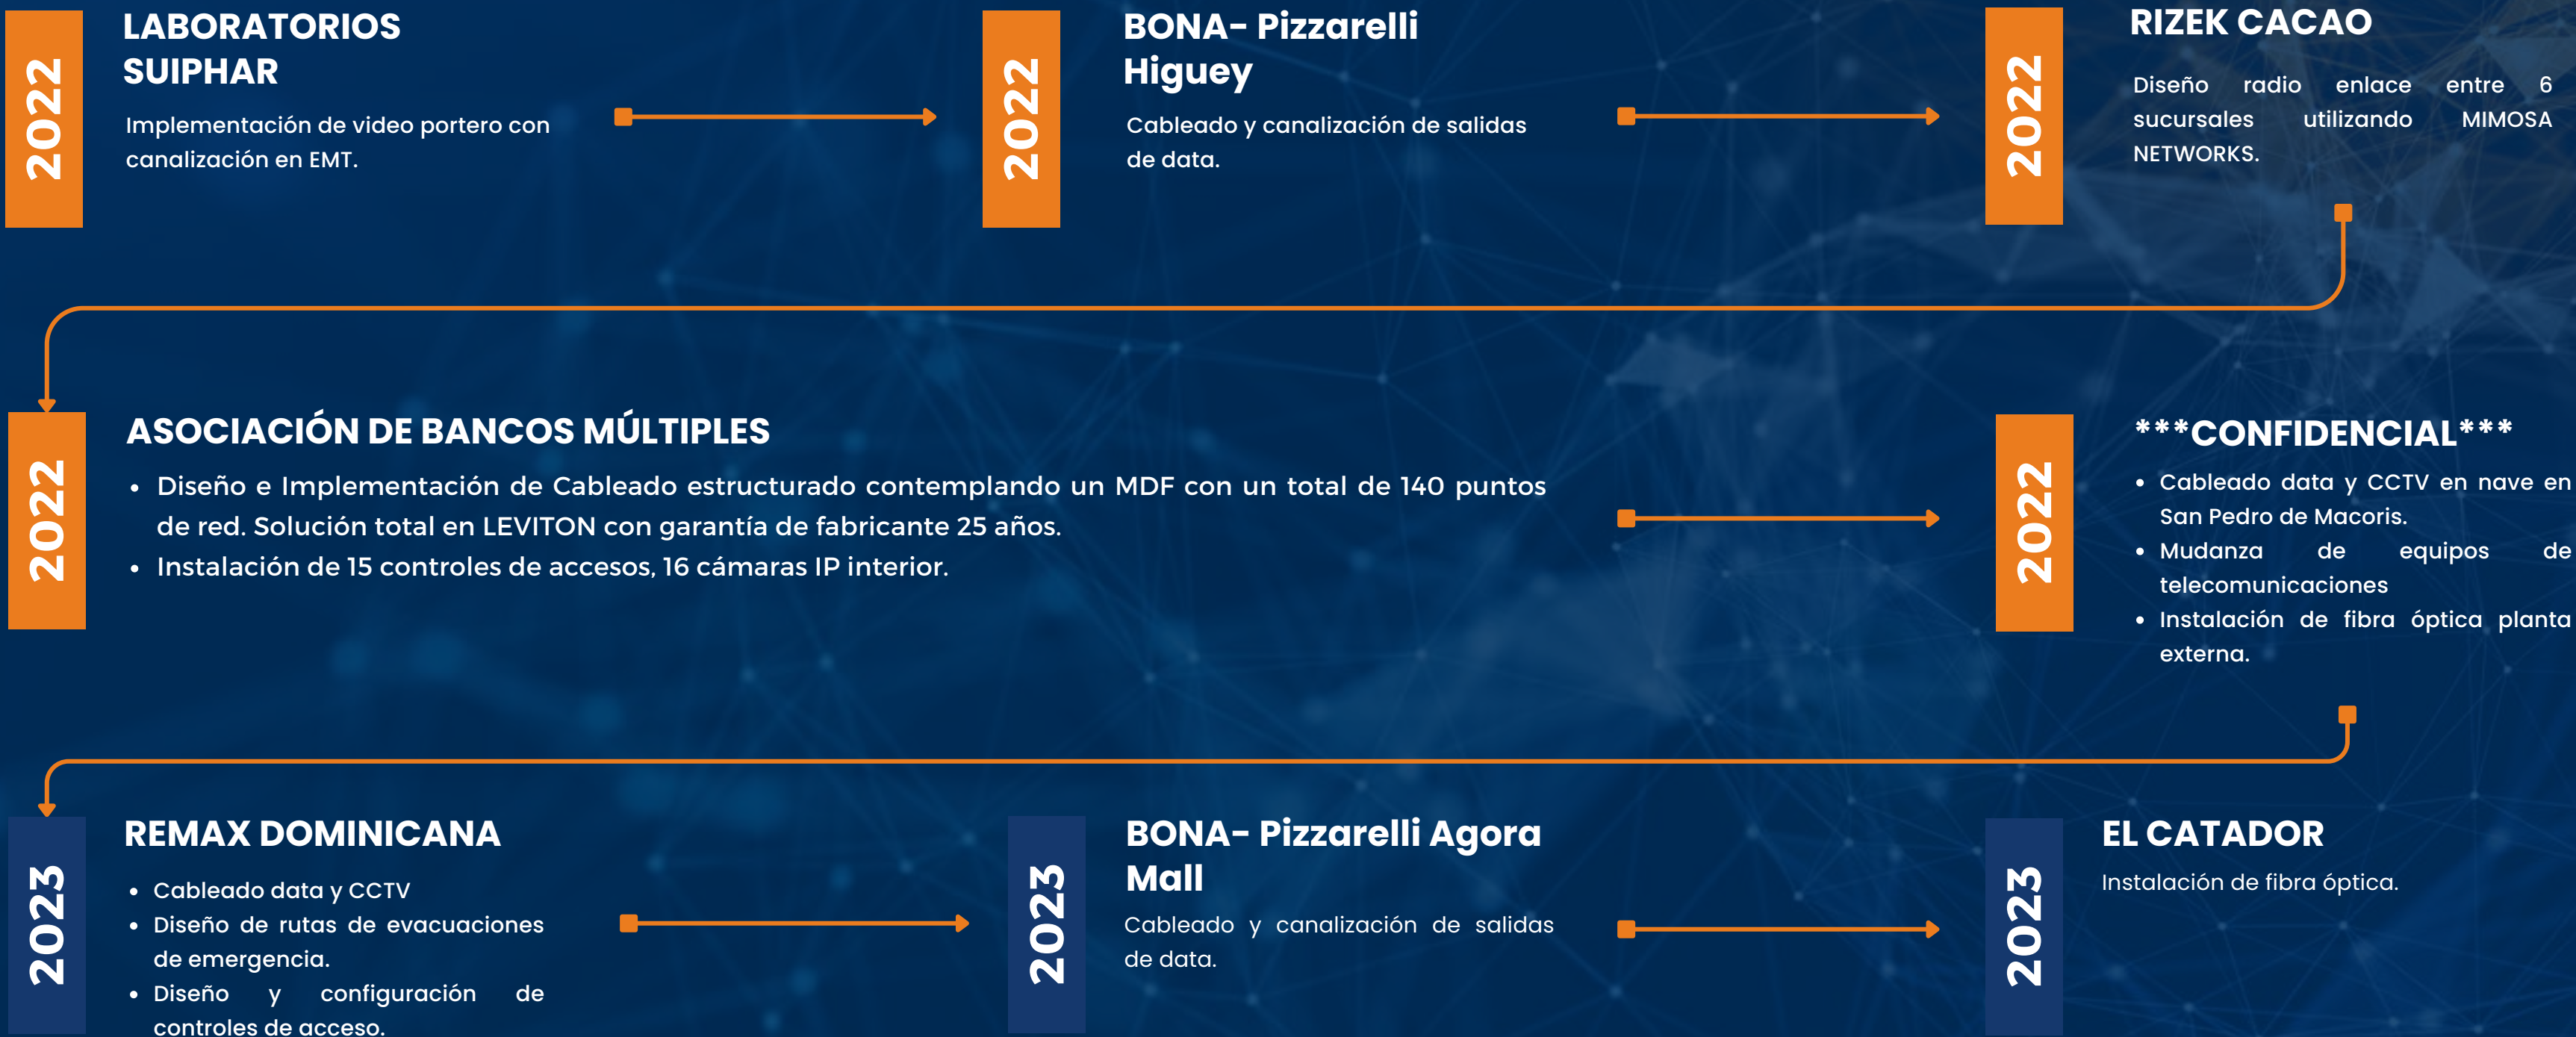 2022
LABORATORIOS
SUIPHAR
Implementación de video portero con
canalización en EMT.
2022
BONA- Pizzarelli
Higuey
Cableado y canalización de salidas
de data.
2022
RIZEK CACAO
Diseño radio enlace entre 6
sucursales utilizando MIMOSA
NETWORKS.
2022
ASOCIACIÓN DE BANCOS MÚLTIPLES
• Diseño e Implementación de Cableado estructurado contemplando un MDF con un total de 140 puntos
de red. Solución total en LEVITON con garantía de fabricante 25 años.
• Instalación de 15 controles de accesos, 16 cámaras IP interior.
2022
***CONFIDENCIAL***
• Cableado data y CCTV en nave en
San Pedro de Macoris.
• Mudanza de equipos de
telecomunicaciones
• Instalación de fibra óptica planta
externa.
2023
REMAX DOMINICANA
• Cableado data y CCTV
• Diseño de rutas de evacuaciones
de emergencia.
• Diseño y configuración de
controles de acceso.
2023
BONA- Pizzarelli Agora
Mall
Cableado y canalización de salidas
de data.
2023
EL CATADOR
Instalación de fibra óptica.